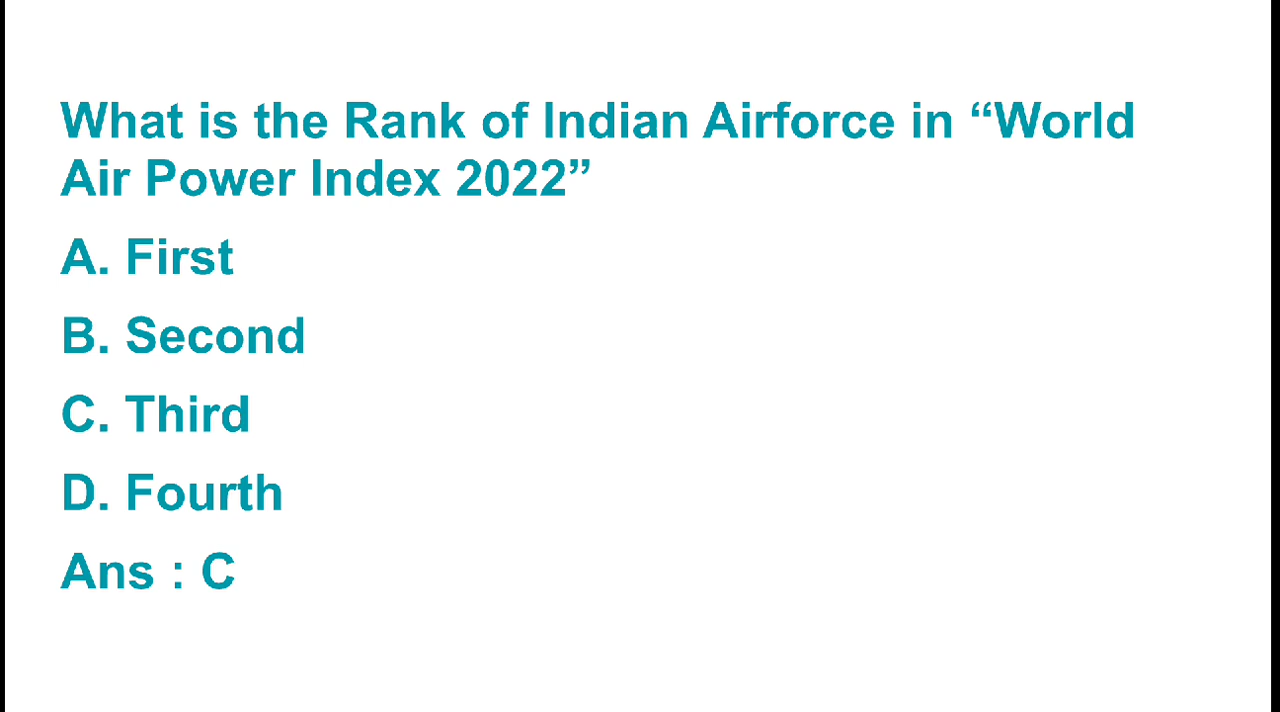 What is the Rank of Indian Airforce in “World
Air Power Index 2022”
A. First
B. Second
C. Third
D. Fourth
Ans : C